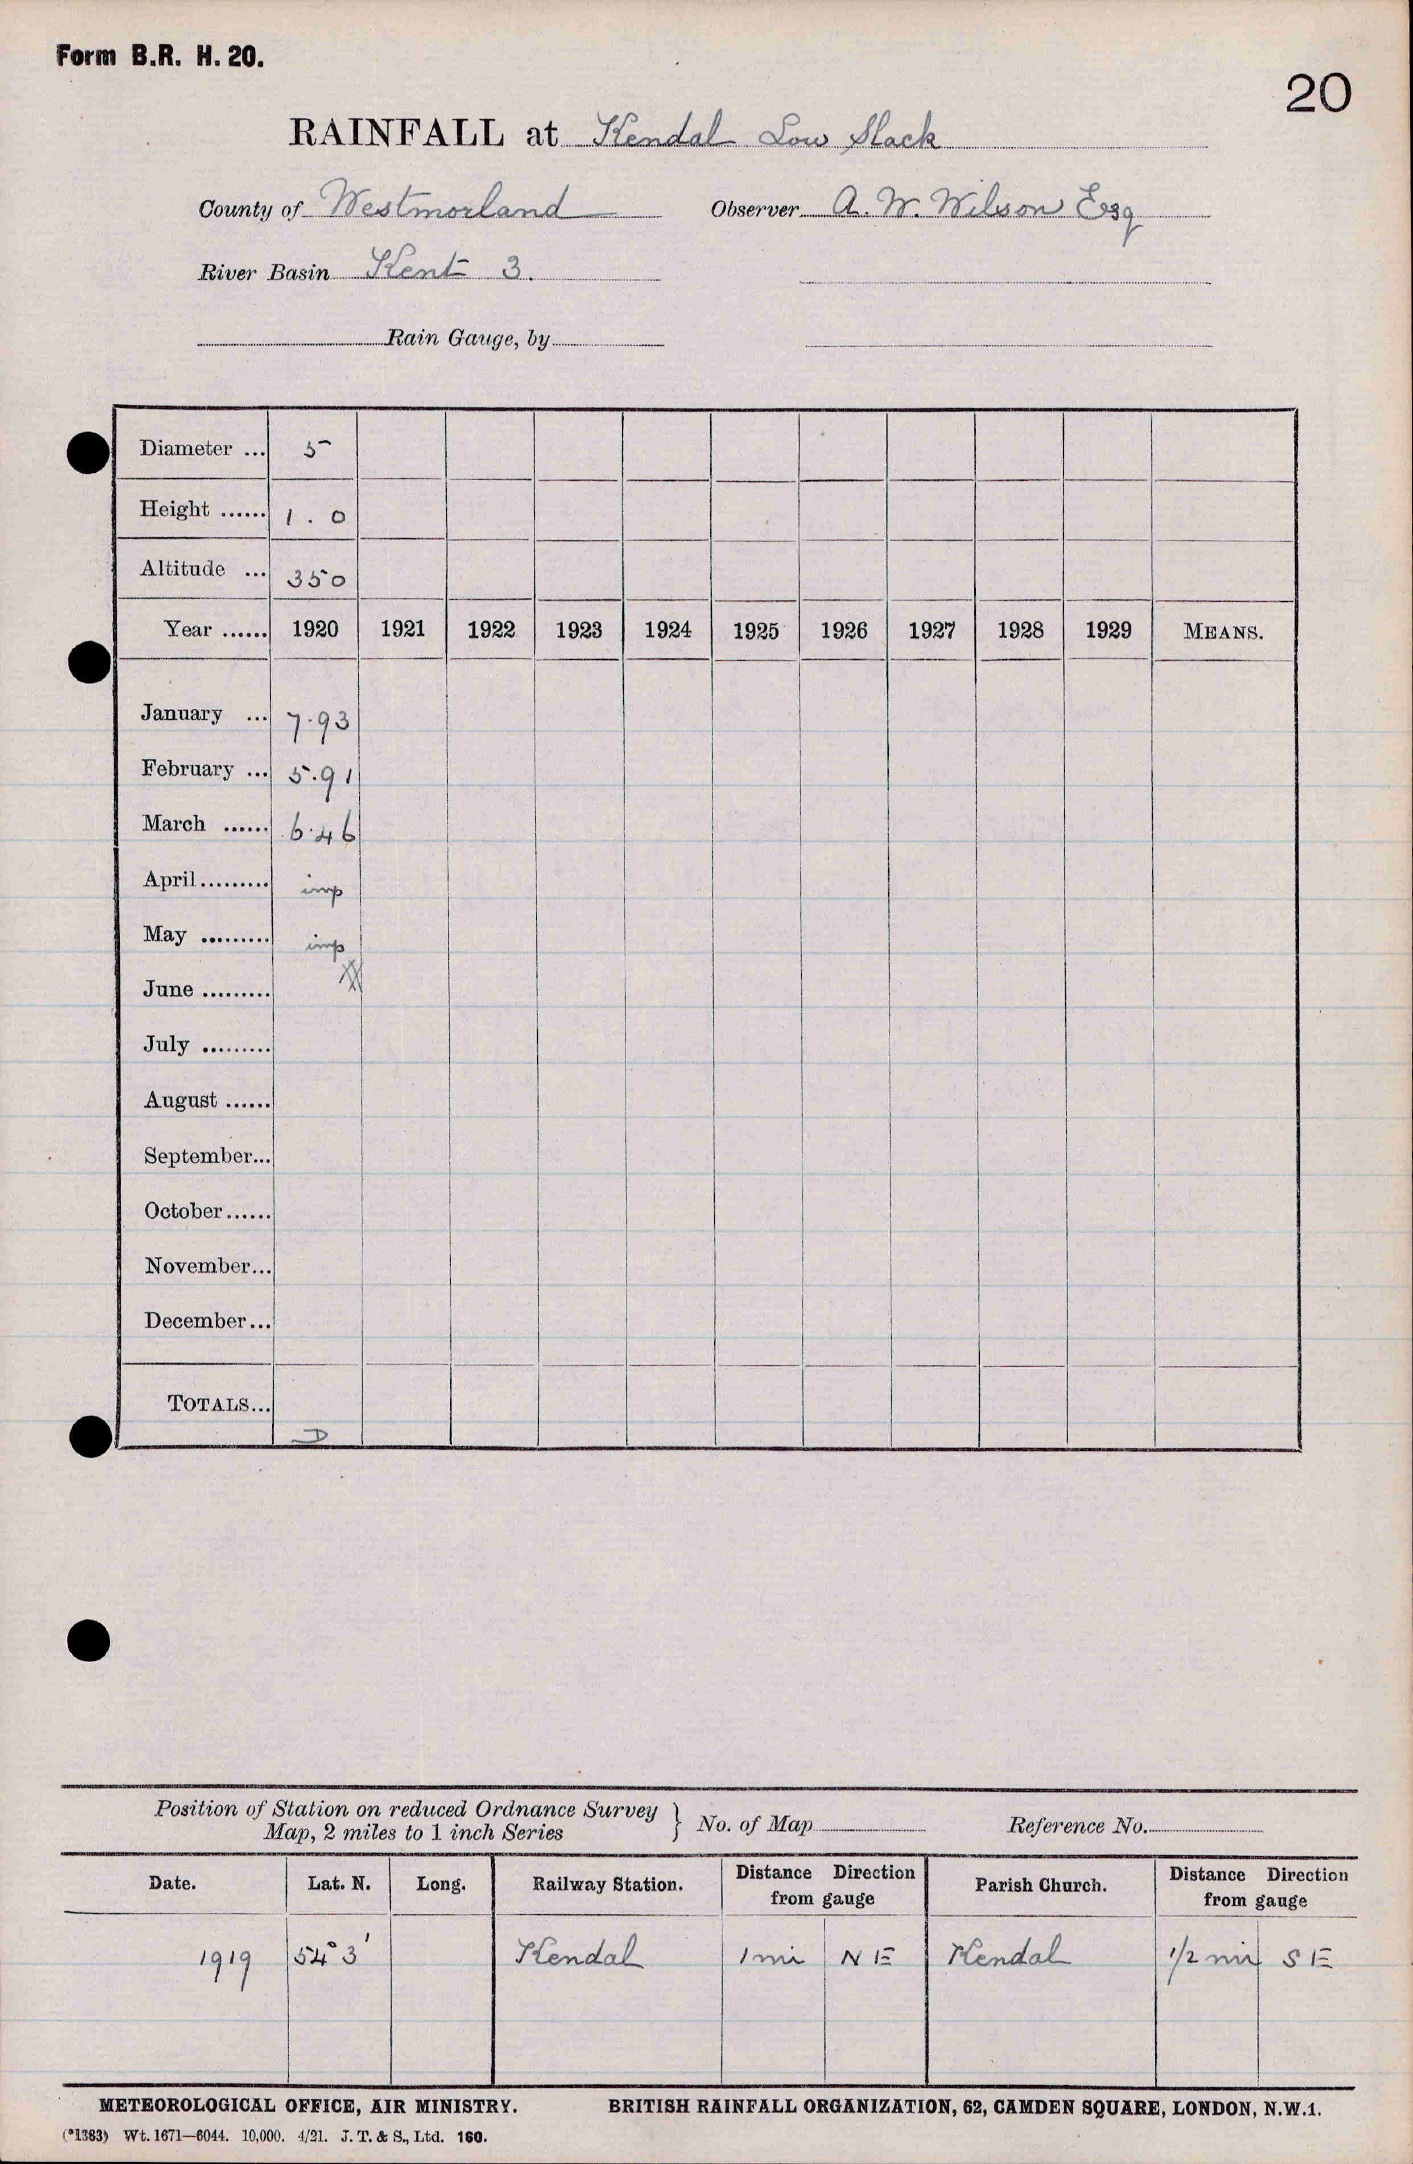 Form B.R. H. 20.
20
RAINFALL at Kendal Low Slack
County of Westmorland Observer A. W. Wilson Esq
River Basin Kent 3.
Rain Gauge, by
Diameter ... 5
Height ...... 1 . 0
Altitude ... 350
Year ...... 1920 1921 1922 1923 1924 1925 1926 1927 1928 1929 MEANS.
January ... 7.93
February ... 5.91
March ...... 6.46
April......... imp
May ......... imp
June .........
July .........
August ......
September...
October......
November...
December...
TOTALS...
D
Position of Station on reduced Ordnance Survey
Map, 2 miles to 1 inch Series } No. of Map Reference No.
Date. Lat. N. Long. Railway Station. Distance Direction from gauge Parish Church. Distance Direction from gauge
1919 54° 3' Kendal 1 mi N E Kendal 1/2 mi S E
METEOROLOGICAL OFFICE, AIR MINISTRY. BRITISH RAINFALL ORGANIZATION, 62, CAMDEN SQUARE, LONDON, N.W.1.
(*1383) Wt. 1671—6044. 10,000. 4/21. J. T. & S., Ltd. 160.